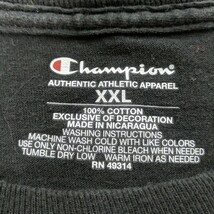 Champion
AUTHENTIC ATHLETIC APPAREL
XXL
100% COTTON
EXCLUSIVE OF DECORATION
MADE IN NICARAGUA
WASHING INSTRUCTIONS
MACHINE WASH COLD WITH LIKE COLORS
USE ONLY NON-CHLORINE BLEACH WHEN NEEDED
TUMBLE DRY LOW WARM IRON AS NEEDED
RN 49314